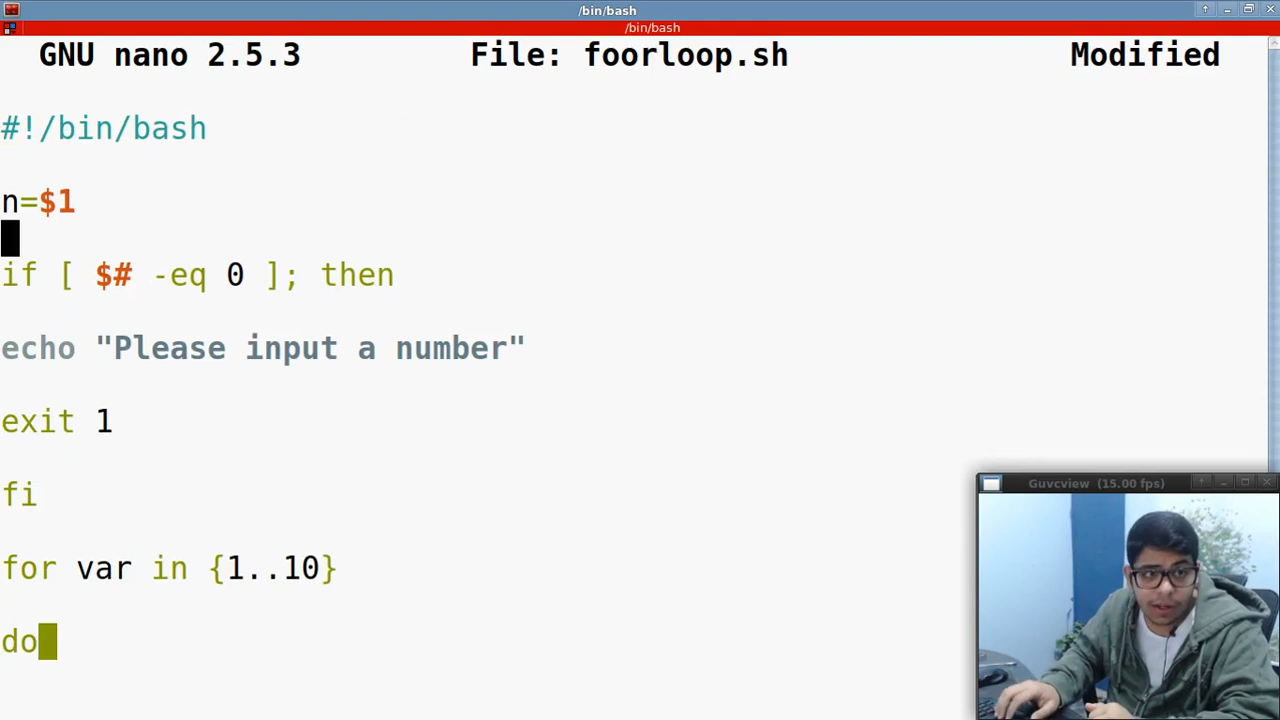 /bin/bash
/bin/bash
GNU nano 2.5.3 File: foorloop.sh Modified
#!/bin/bash
n=$1
if [ $# -eq 0 ]; then
echo "Please input a number"
exit 1
fi
for var in {1..10}
do
Guvcview (15.00 fps)